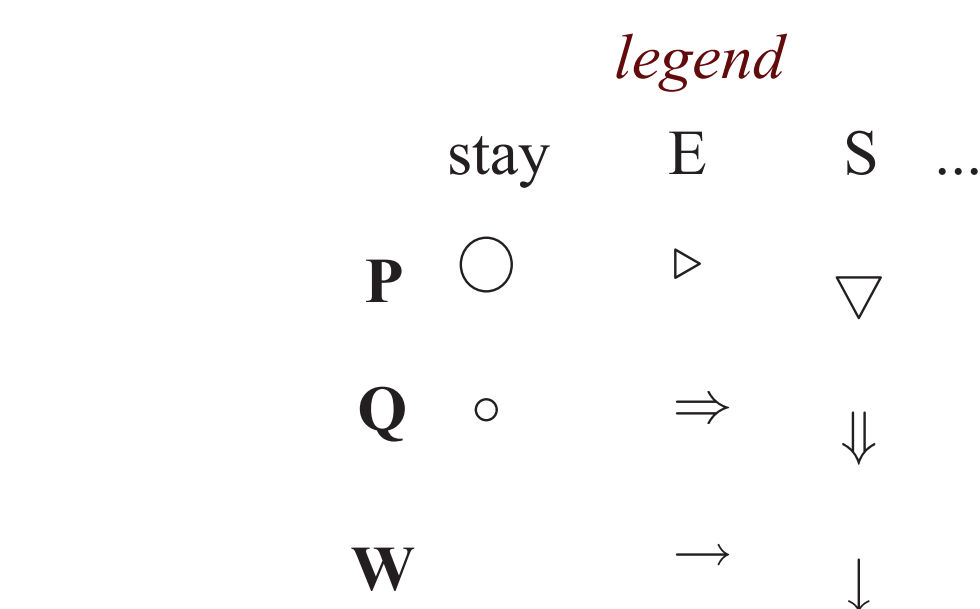 legend
stay E S ...
P ○ ▷ ▽
Q ○ ⇒ ⇓
W → ↓